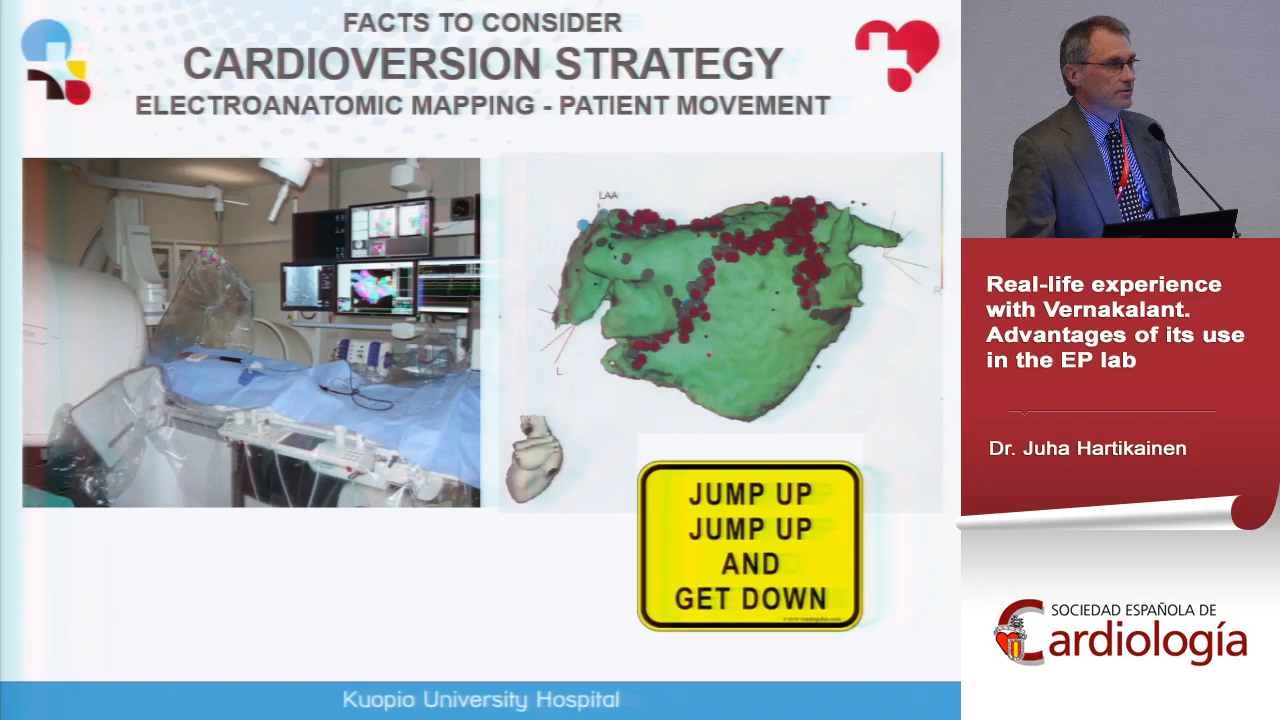 FACTS TO CONSIDER
CARDIOVERSION STRATEGY
ELECTROANATOMIC MAPPING - PATIENT MOVEMENT
LAA
L
JUMP UP
JUMP UP
AND
GET DOWN
Kuopio University Hospital
Real-life experience
with Vernakalant.
Advantages of its use
in the EP lab
Dr. Juha Hartikainen
SOCIEDAD ESPAÑOLA DE
Cardiología